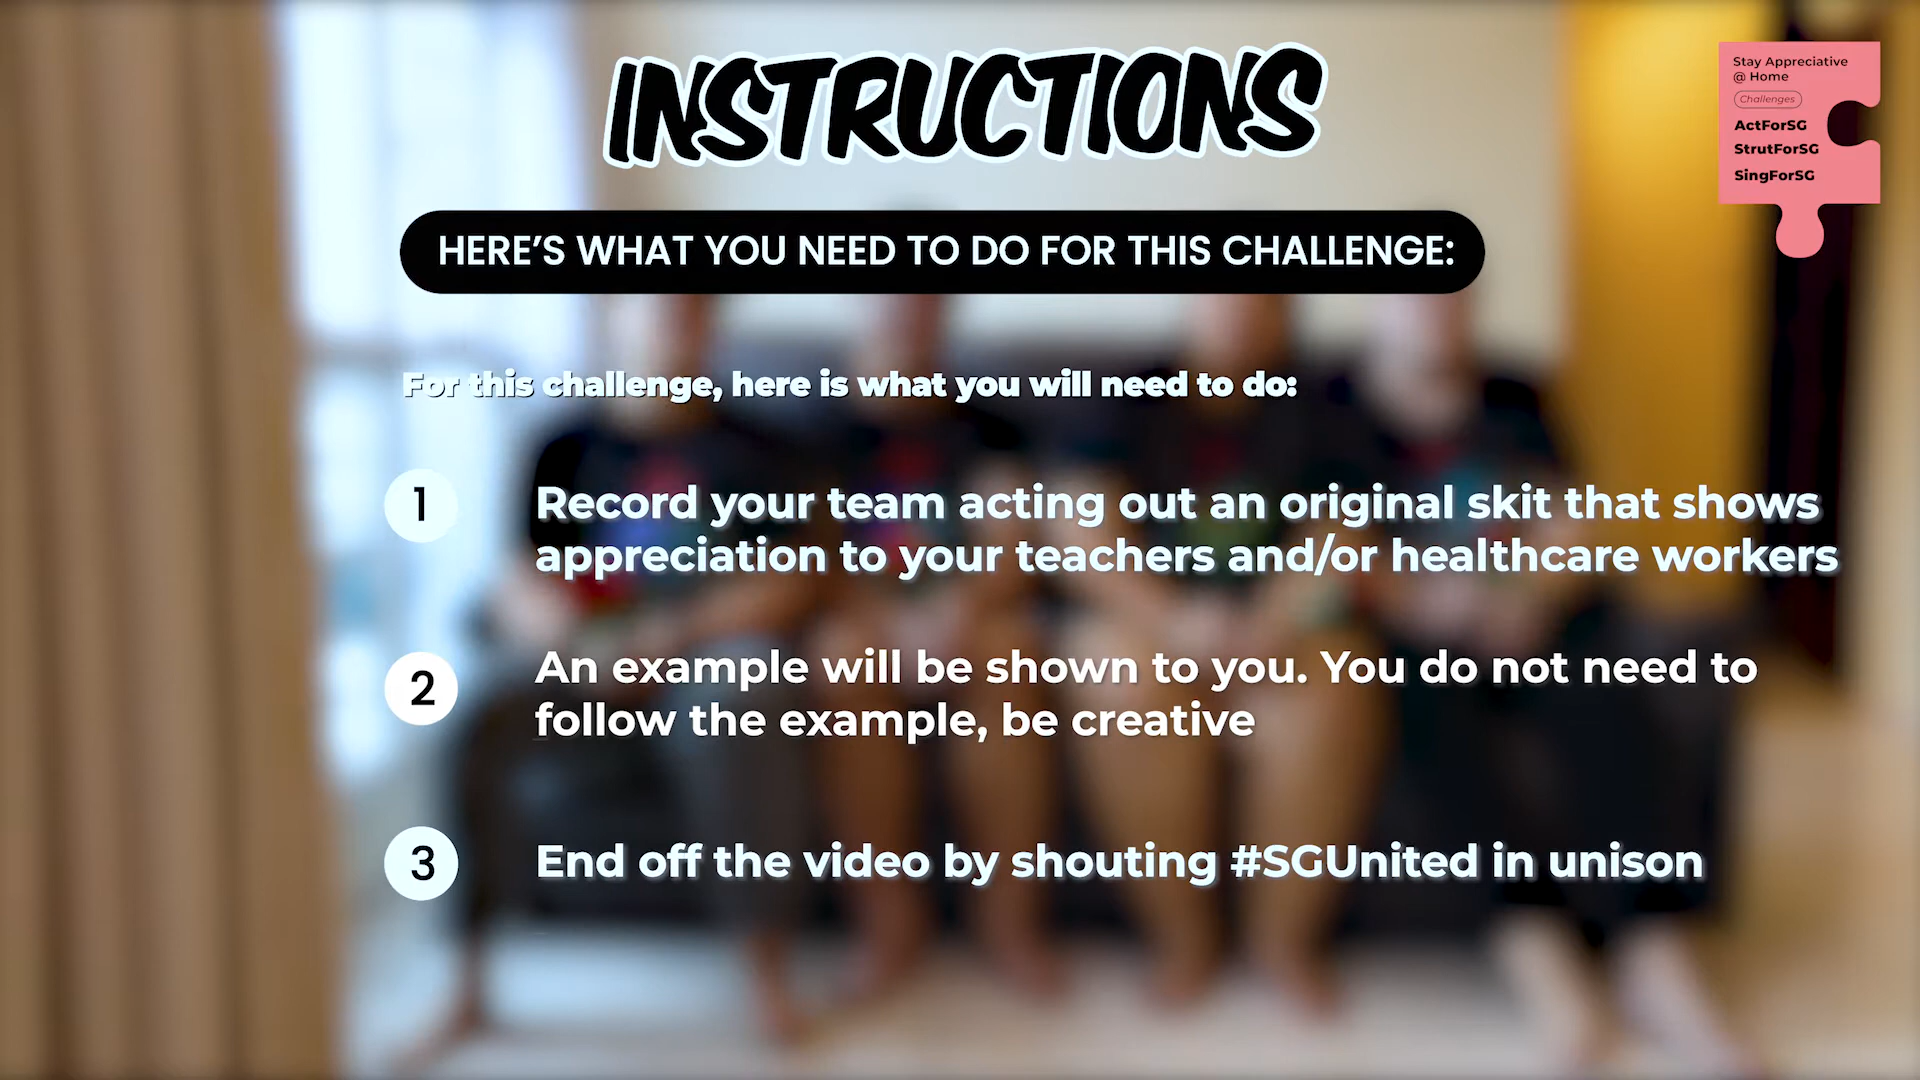 INSTRUCTIONS
Stay Appreciative
@ Home
Challenges
ActForSG
StrutForSG
SingForSG
HERE'S WHAT YOU NEED TO DO FOR THIS CHALLENGE:
For this challenge, here is what you will need to do:
1
Record your team acting out an original skit that shows
appreciation to your teachers and/or healthcare workers
2
An example will be shown to you. You do not need to
follow the example, be creative
3
End off the video by shouting #SGUnited in unison